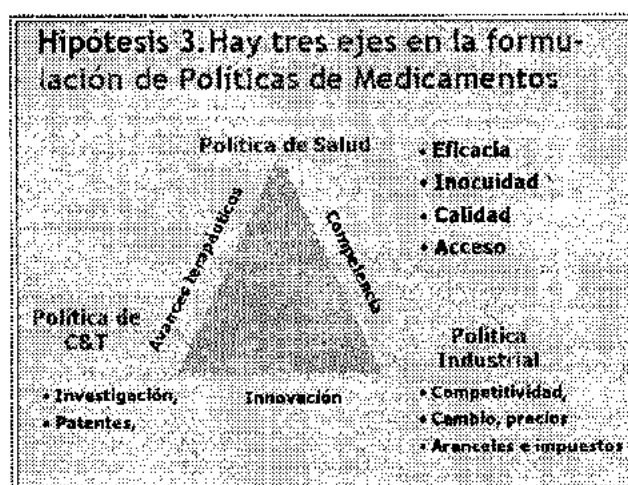 Hipótesis 3. Hay tres ejes en la formu-
lación de Políticas de Medicamentos
Política de Salud
• Eficacia
• Inocuidad
• Calidad
• Acceso
Avances terapéuticos
Competencia
Política de
C&T
• Investigación,
• Patentes,
Innovación
Política
Industrial
• Competitividad,
• Cambio, precios
• Aranceles e impuestos